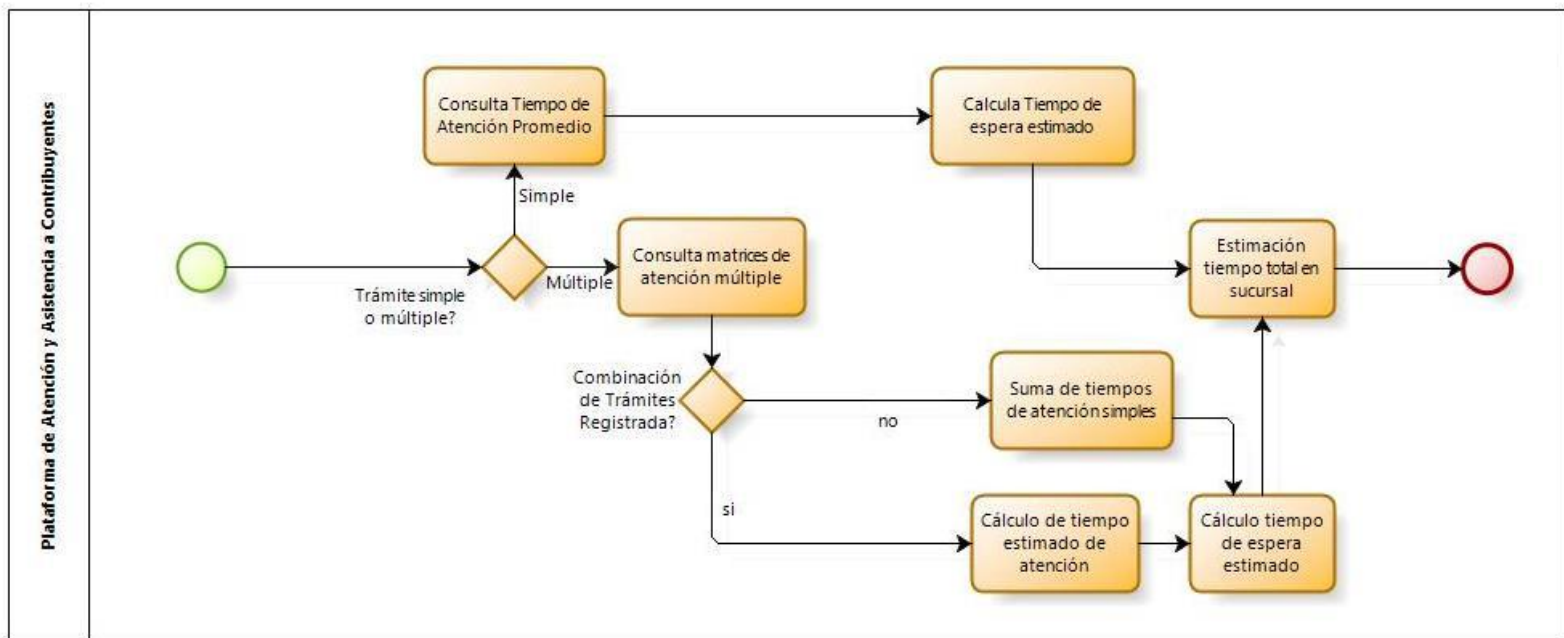 Plataforma de Atención y Asistencia a Contribuyentes
Consulta Tiempo de
Atención Promedio
Calcula Tiempo de
espera estimado
Simple
Trámite simple
o múltiple?
Múltiple
Consulta matrices de
atención múltiple
Estimación
tiempo total en
sucursal
Combinación
de Trámites
Registrada?
no
Suma de tiempos
de atención simples
si
Cálculo de tiempo
estimado de
atención
Cálculo tiempo
de espera
estimado